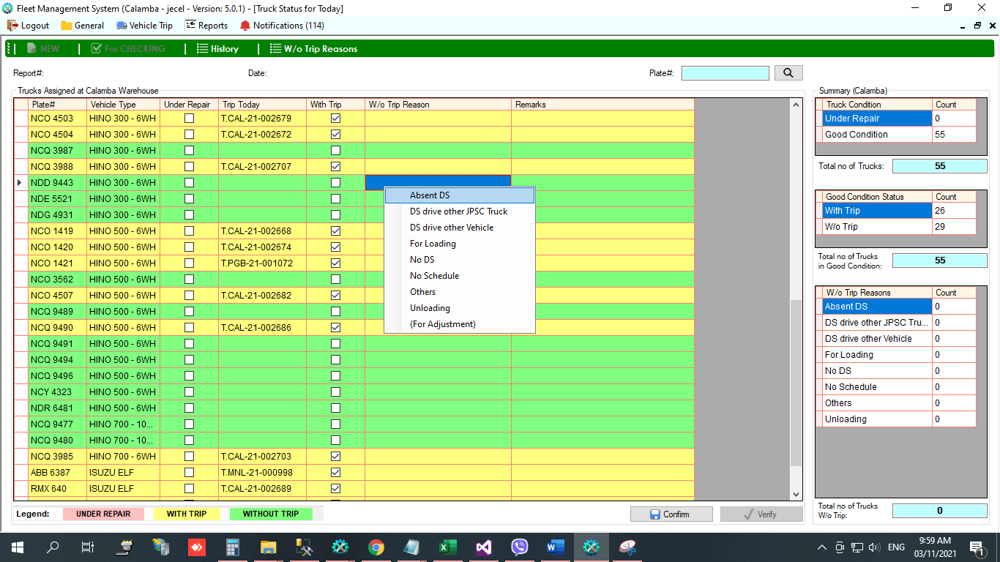 Fleet Management System (Calamba - jecel - Version: 5.0.1) - [Truck Status for Today]
Logout General Vehicle Trip Reports Notifications (114)
NEW For CHECKING History W/o Trip Reasons
Report#: Date: Plate#:
Trucks Assigned at Calamba Warehouse
Plate# Vehicle Type Under Repair Trip Today With Trip W/o Trip Reason Remarks
NCO 4503 HINO 300 - 6WH T.CAL-21-002679
NCO 4504 HINO 300 - 6WH T.CAL-21-002672
NCQ 3987 HINO 300 - 6WH
NCQ 3988 HINO 300 - 6WH T.CAL-21-002707
NDD 9443 HINO 300 - 6WH
NDE 5521 HINO 300 - 6WH
NDG 4931 HINO 300 - 6WH
NCO 1419 HINO 500 - 6WH T.CAL-21-002668
NCO 1420 HINO 500 - 6WH T.CAL-21-002674
NCO 1421 HINO 500 - 6WH T.PGB-21-001072
NCO 3562 HINO 500 - 6WH
NCO 4507 HINO 500 - 6WH T.CAL-21-002682
NCQ 9489 HINO 500 - 6WH
NCQ 9490 HINO 500 - 6WH T.CAL-21-002686
NCQ 9491 HINO 500 - 6WH
NCQ 9494 HINO 500 - 6WH
NCQ 9496 HINO 500 - 6WH
NCY 4323 HINO 500 - 6WH
NDR 6481 HINO 500 - 6WH
NCQ 9477 HINO 700 - 10...
NCQ 9480 HINO 700 - 10...
NCQ 3985 HINO 700 - 6WH T.CAL-21-002703
ABB 6387 ISUZU ELF T.MNL-21-000998
RMX 640 ISUZU ELF T.CAL-21-002689
Absent DS
DS drive other JPSC Truck
DS drive other Vehicle
For Loading
No DS
No Schedule
Others
Unloading
(For Adjustment)
Legend: UNDER REPAIR WITH TRIP WITHOUT TRIP Confirm Verify
Summary (Calamba)
Truck Condition Count
Under Repair 0
Good Condition 55
Total no of Trucks: 55
Good Condition Status Count
With Trip 26
W/o Trip 29
Total no of Trucks
in Good Condition: 55
W/o Trip Reasons Count
Absent DS 0
DS drive other JPSC Tru... 0
DS drive other Vehicle 0
For Loading 0
No DS 0
No Schedule 0
Others 0
Unloading 0
Total no of Trucks
W/o Trip: 0
ENG 9:59 AM
03/11/2021
1